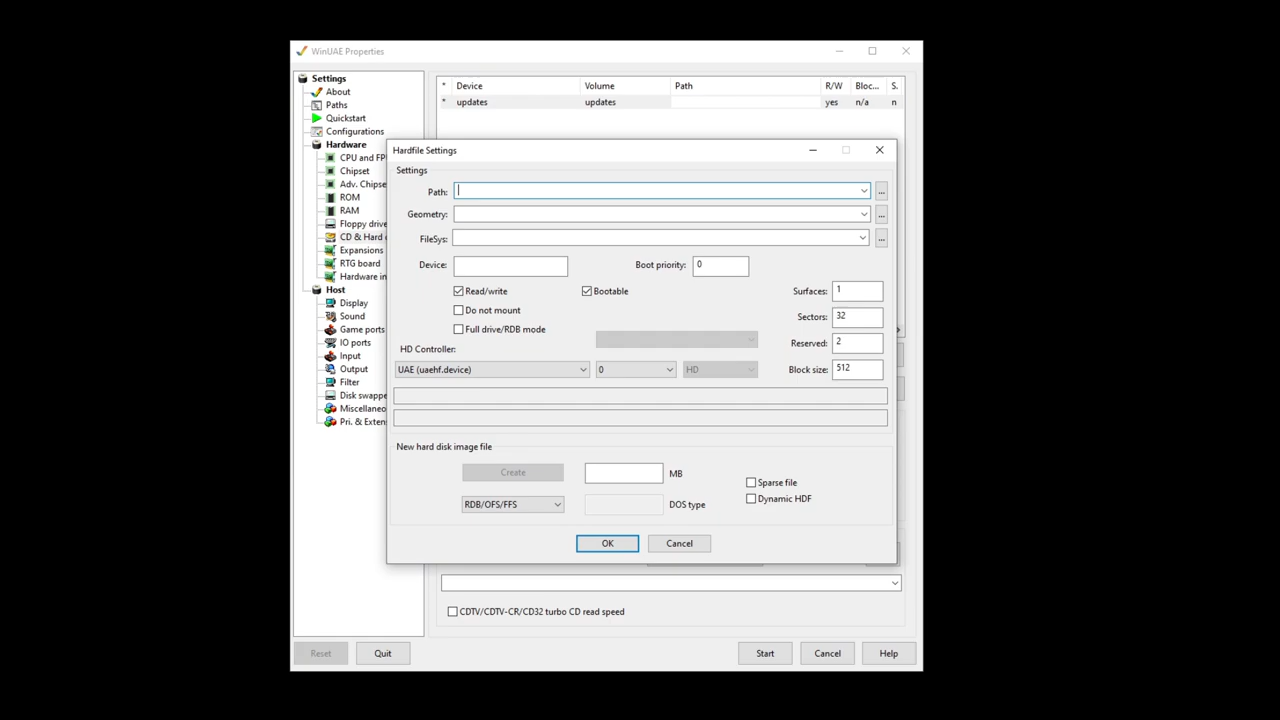 WinUAE Properties
Settings
About
Paths
Quickstart
Configurations
Hardware
CPU and FP
Chipset
Adv. Chipse
ROM
RAM
Floppy drive
CD & Hard
Expansions
RTG board
Hardware in
Host
Display
Sound
Game ports
IO ports
Input
Output
Filter
Disk swappe
Miscellaneo
Pri. & Exten
* Device Volume Path R/W Bloc... S.
* updates updates yes n/a n
Hardfile Settings
Settings
Path: ...
Geometry: ...
FileSys: ...
Device: Boot priority: 0
Read/write Bootable Surfaces: 1
Do not mount Sectors: 32
Full drive/RDB mode
Reserved: 2
HD Controller:
UAE (uaehf.device) 0 HD Block size: 512
New hard disk image file
Create MB
Sparse file
Dynamic HDF
RDB/OFS/FFS DOS type
OK Cancel
CDTV/CDTV-CR/CD32 turbo CD read speed
Reset Quit Start Cancel Help